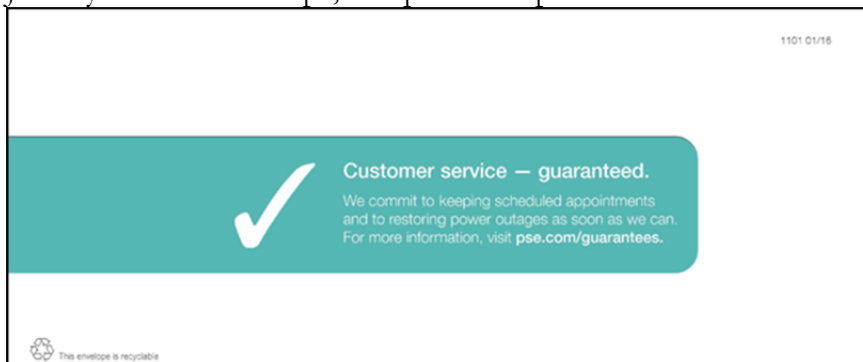 1101 01/16
Customer service — guaranteed.
We commit to keeping scheduled appointments
and to restoring power outages as soon as we can.
For more information, visit pse.com/guarantees.
This envelope is recyclable